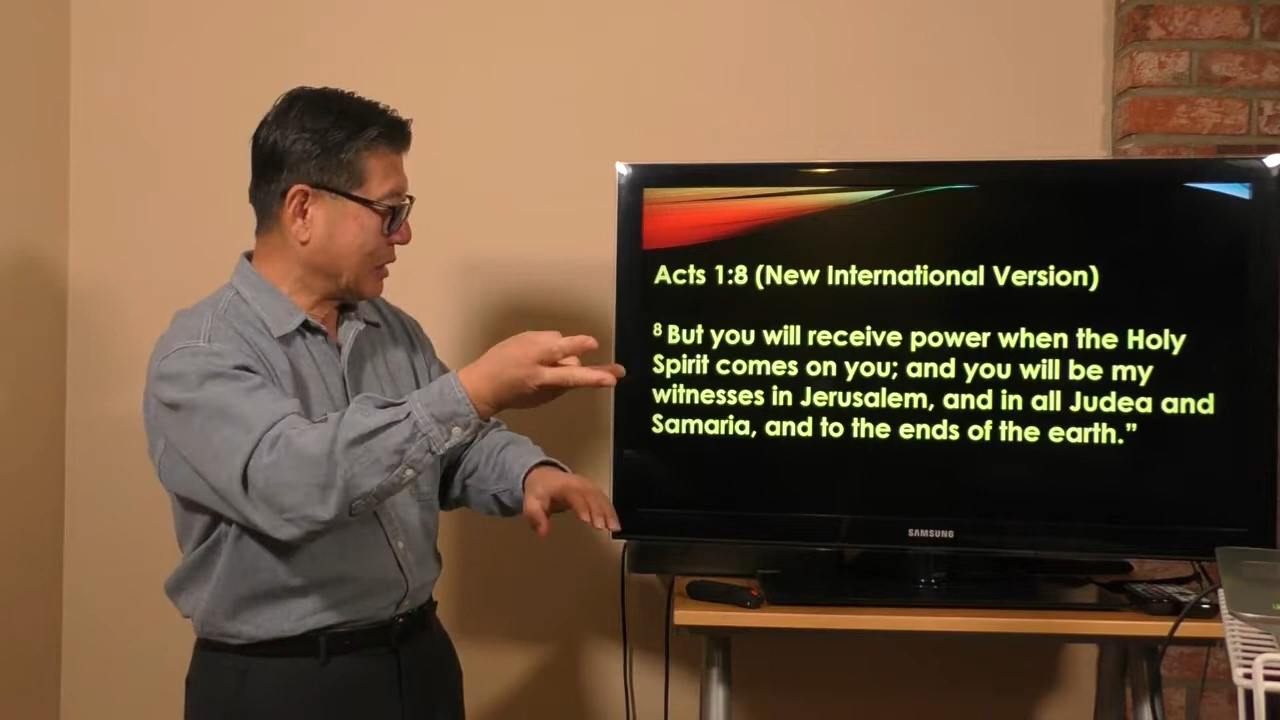 Acts 1:8 (New International Version)
8 But you will receive power when the Holy
Spirit comes on you; and you will be my
witnesses in Jerusalem, and in all Judea and
Samaria, and to the ends of the earth.”
SAMSUNG